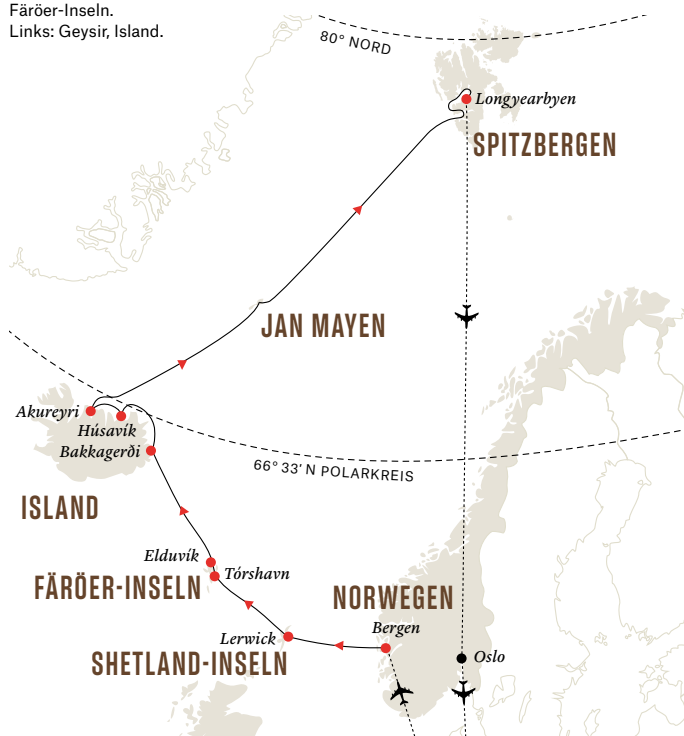 Färöer-Inseln.
Links: Geysir, Island.
80° NORD
Longyearbyen
SPITZBERGEN
JAN MAYEN
Akureyri
Húsavík
Bakkagerði
66° 33' N POLARKREIS
ISLAND
Elduvík
Tórshavn
FÄRÖER-INSELN
NORWEGEN
Bergen
Lerwick
Oslo
SHETLAND-INSELN